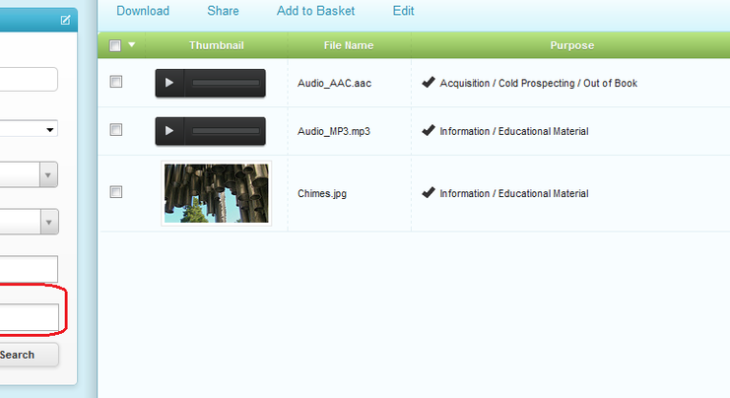 Download Share Add to Basket Edit
Thumbnail File Name Purpose
Audio_AAC.aac Acquisition / Cold Prospecting / Out of Book
Audio_MP3.mp3 Information / Educational Material
Chimes.jpg Information / Educational Material
Search